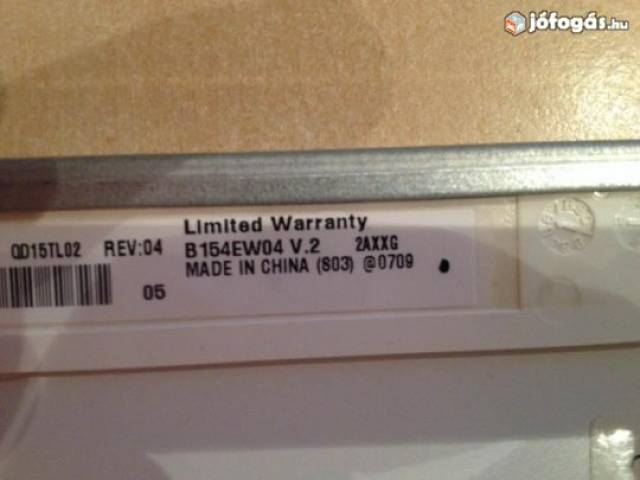 jófogás.hu
Limited Warranty
QD15TL02 REV:04 B154EW04 V.2 2AXXG
MADE IN CHINA (S03) @0709
05